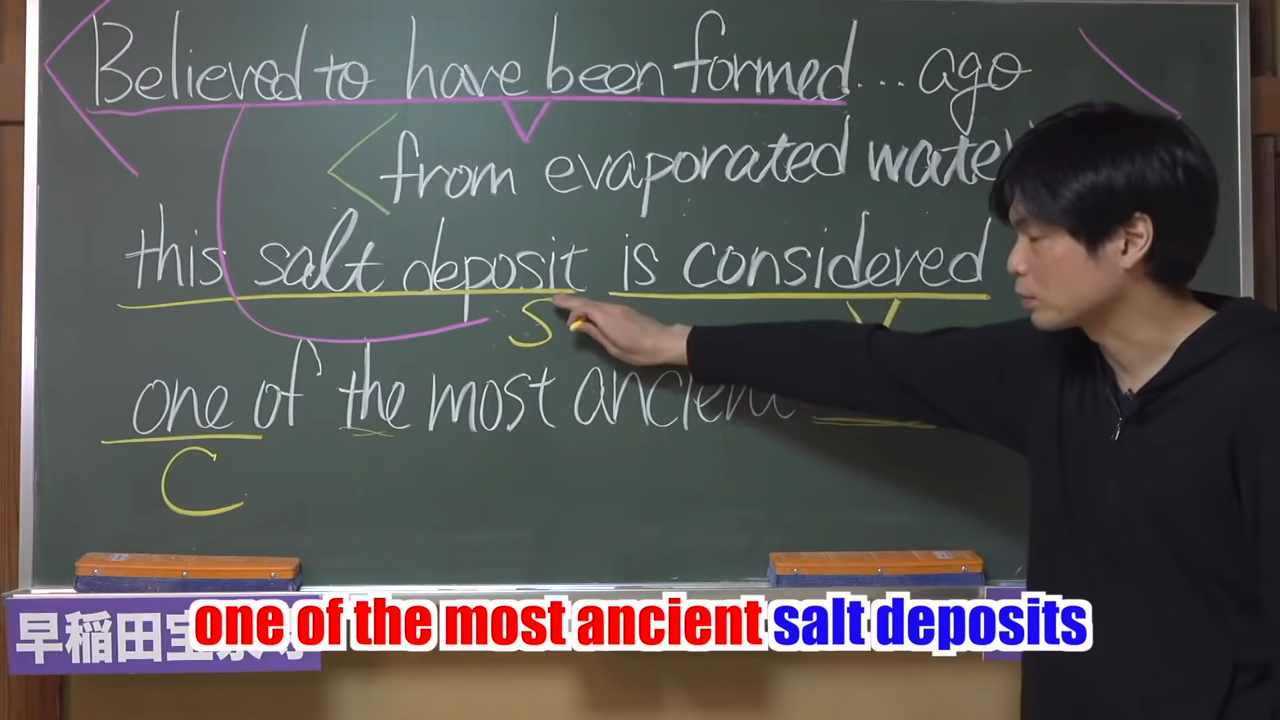 Believed to have been formed...ago
from evaporated wate
this salt deposit is considered
S
V
one of the most ancient
C
早稲田
one of the most ancient salt deposits